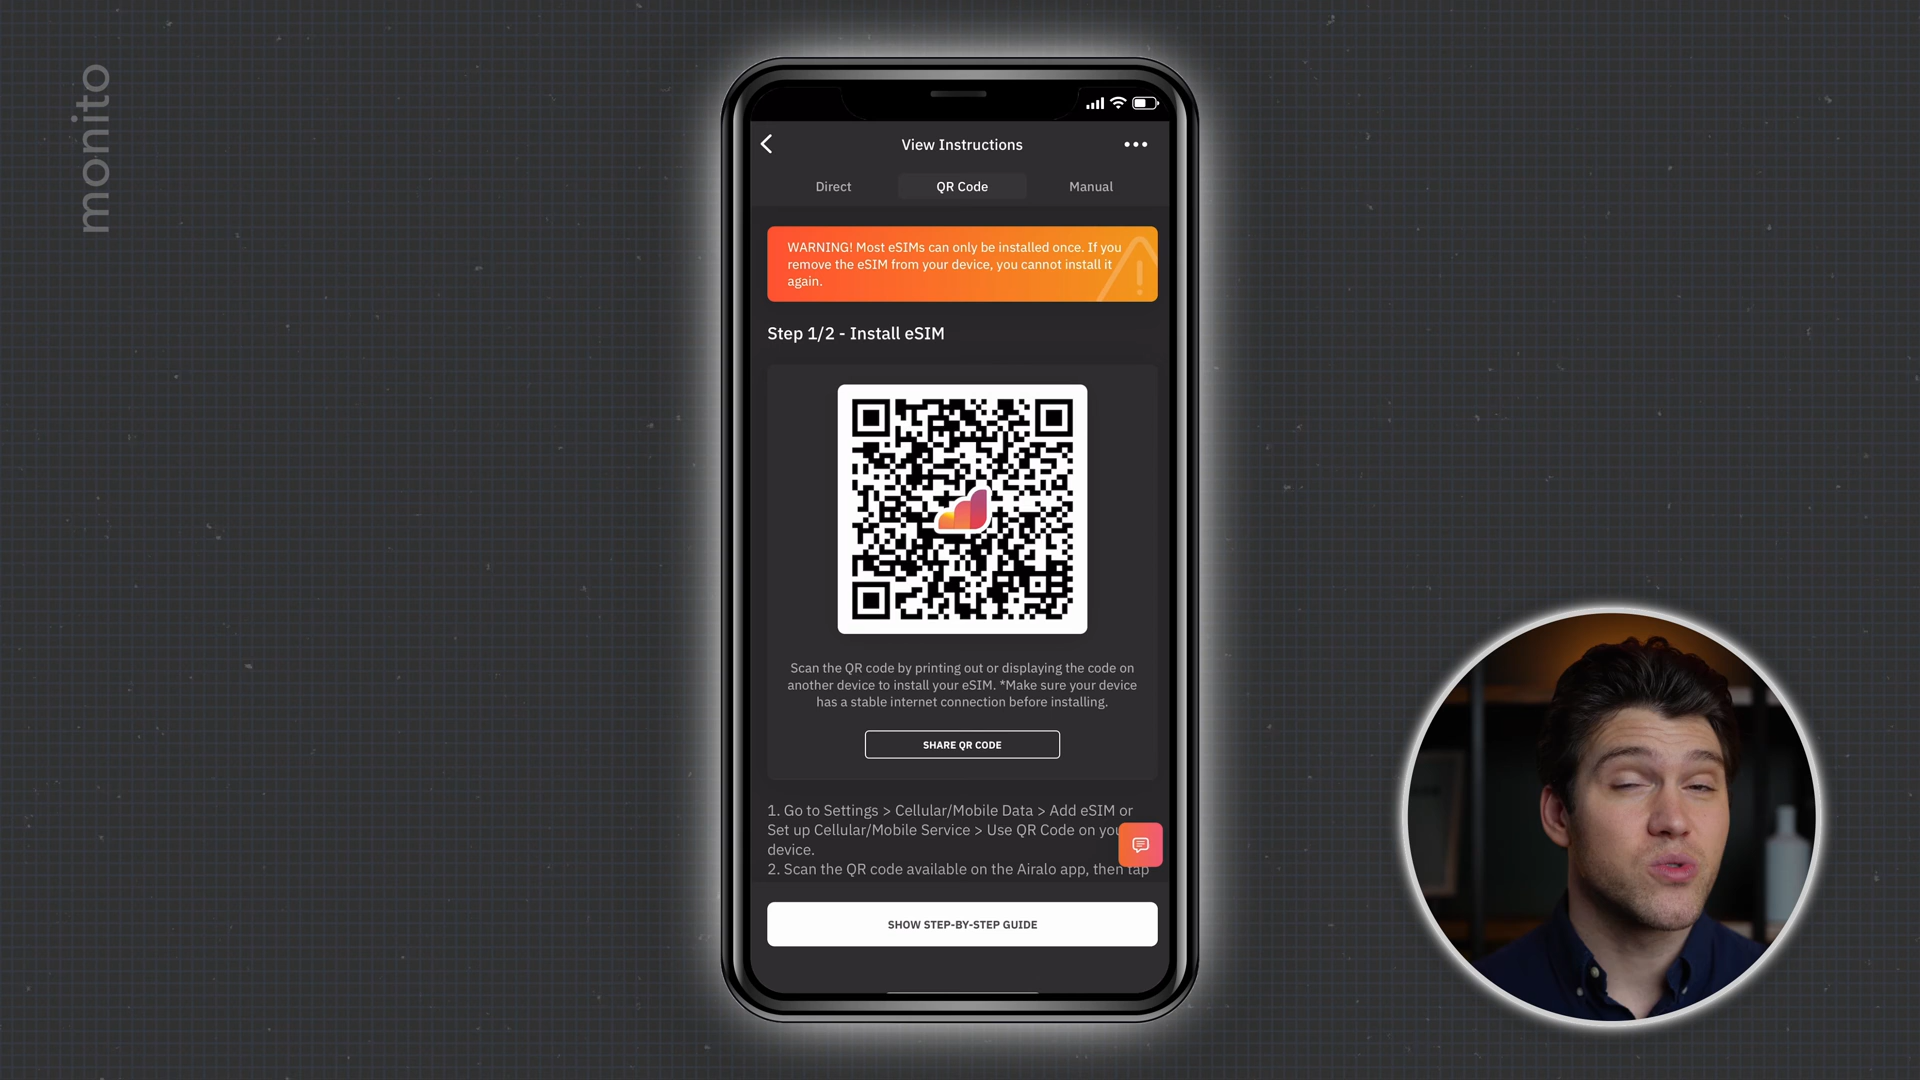 monito
View Instructions
Direct
QR Code
Manual
WARNING! Most eSIMs can only be installed once. If you
remove the eSIM from your device, you cannot install it
again.
Step 1/2 - Install eSIM
Scan the QR code by printing out or displaying the code on
another device to install your eSIM. *Make sure your device
has a stable internet connection before installing.
SHARE QR CODE
1. Go to Settings > Cellular/Mobile Data > Add eSIM or
Set up Cellular/Mobile Service > Use QR Code on you
device.
2. Scan the QR code available on the Airalo app, then tap
SHOW STEP-BY-STEP GUIDE